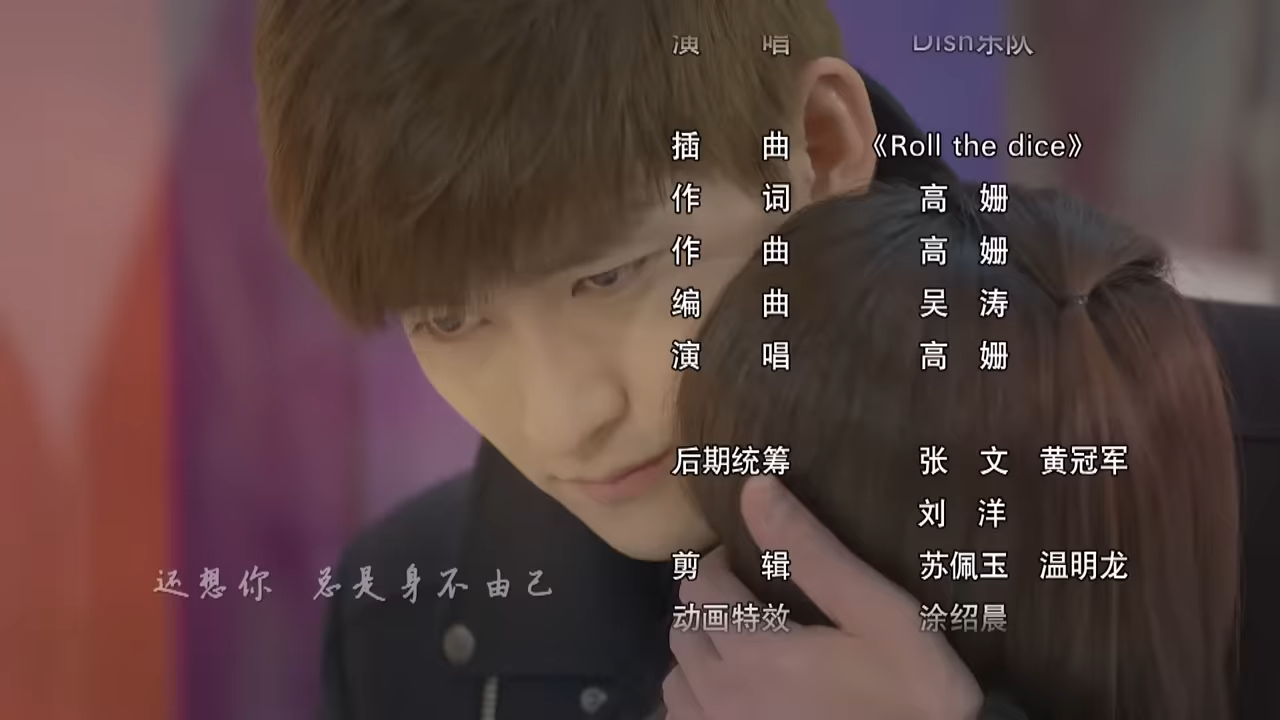 演 唱 Dish乐队
插 曲 《Roll the dice》
作 词 高 姗
作 曲 高 姗
编 曲 吴 涛
演 唱 高 姗
后期统筹 张 文 黄冠军
刘 洋
剪 辑 苏佩玉 温明龙
还想你 总是身不由己
动画特效 涂绍晨